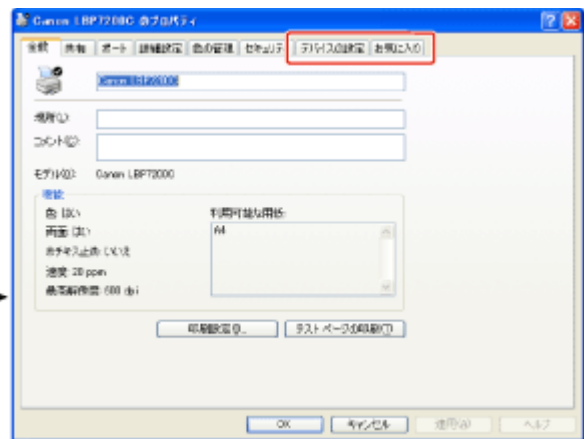 Canon LBP7200C のプロパティ
全般 共有 ポート 詳細設定 色の管理 セキュリティ デバイスの設定 お気に入り
Canon LBP7200C
場所(L):
コメント(C):
モデル(O): Canon LBP7200C
機能
色: はい 利用可能な用紙:
両面: はい A4
ホチキス止め: いいえ
速度: 20 ppm
最高解像度: 600 dpi
印刷設定(I)... テスト ページの印刷(T)
OK キャンセル 適用(A) ヘルプ